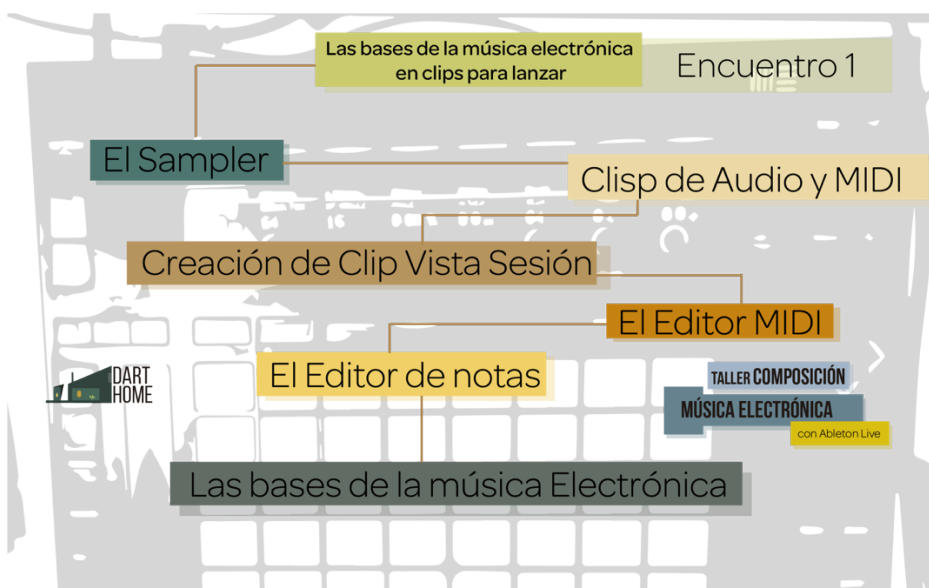 Las bases de la música electrónica
en clips para lanzar
Encuentro 1
El Sampler
Clisp de Audio y MIDI
Creación de Clip Vista Sesión
El Editor MIDI
El Editor de notas
DART
HOME
TALLER COMPOSICIÓN
MÚSICA ELECTRÓNICA
con Ableton Live
Las bases de la música Electrónica